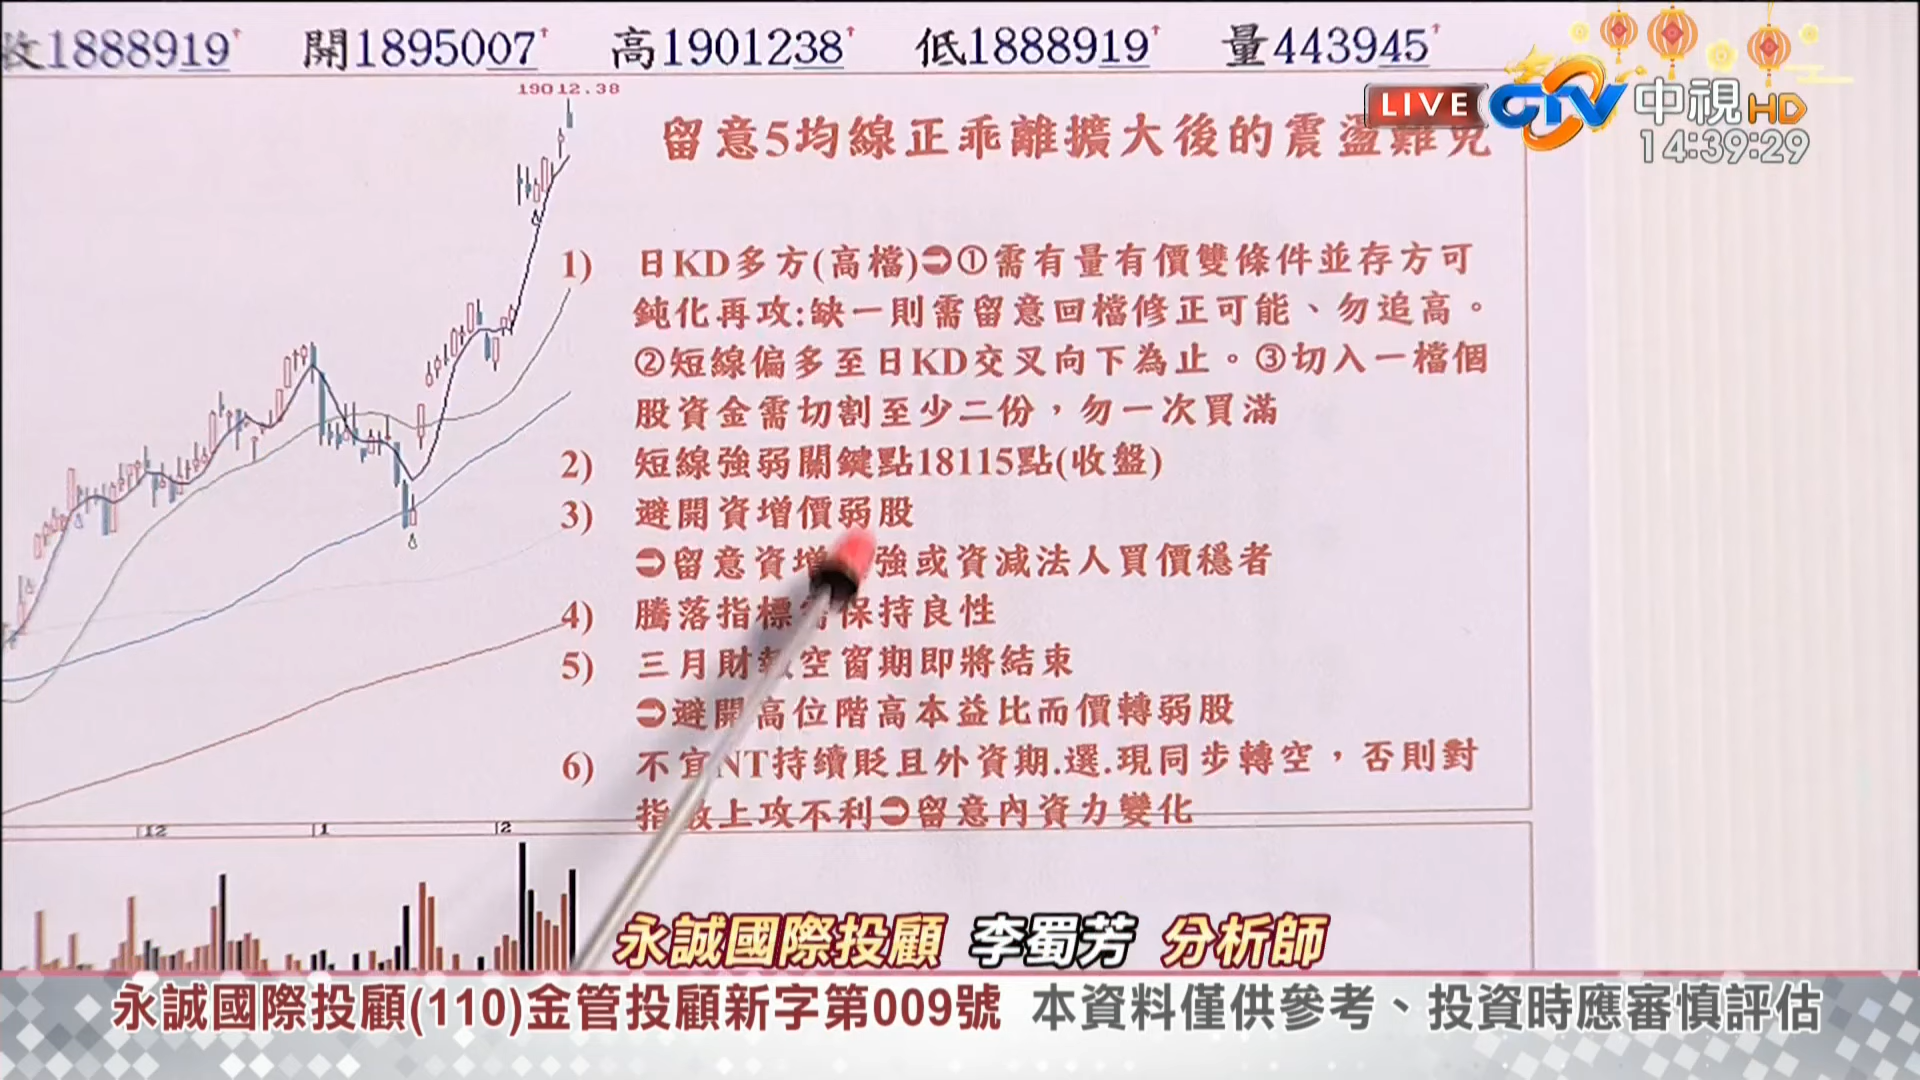 收1888919↑ 開1895007↑ 高1901238↑ 低1888919↑ 量443945↑
LIVE CTV 中視HD
14:39:29
19012.38
留意5均線正乖離擴大後的震盪難免
1) 日KD多方(高檔)➲①需有量有價雙條件並存方可
鈍化再攻:缺一則需留意回檔修正可能、勿追高。
②短線偏多至日KD交叉向下為止。③切入一檔個
股資金需切割至少二份，勿一次買滿
2) 短線強弱關鍵點18115點(收盤)
3) 避開資增價弱股
➲留意資增 強或資減法人買價穩者
4) 騰落指標 保持良性
5) 三月財報空窗期即將結束
➲避開高位階高本益比而價轉弱股
6) 不宜NT持續貶且外資期.選.現同步轉空，否則對
指數上攻不利➲留意內資力變化
12 1 2
永誠國際投顧 李蜀芳 分析師
永誠國際投顧(110)金管投顧新字第009號 本資料僅供參考、投資時應審慎評估